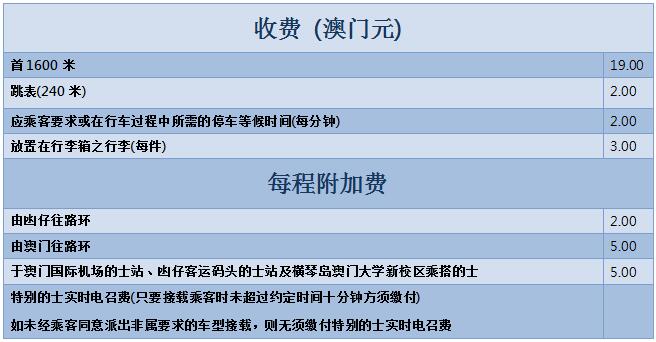 收费 (澳门元)
首1600 米 19.00
跳表(240 米) 2.00
应乘客要求或在行车过程中所需的停车等候时间(每分钟) 2.00
放置在行李箱之行李(每件) 3.00
每程附加费
由凼仔往路环 2.00
由澳门往路环 5.00
于澳门国际机场的士站、凼仔客运码头的士站及横琴岛澳门大学新校区乘搭的士 5.00
特别的士实时电召费(只要接载乘客时未超过约定时间十分钟方须缴付)
如未经乘客同意派出非属要求的车型接载，则无须缴付特别的士实时电召费